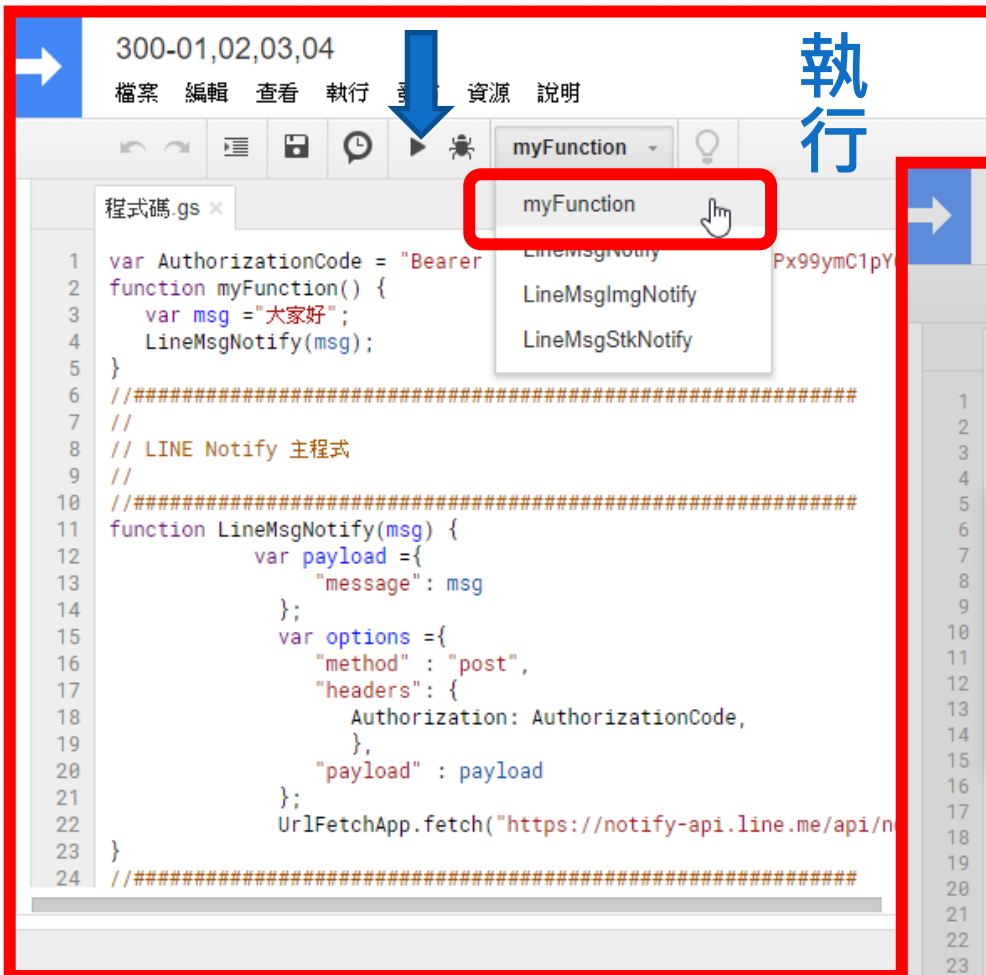 300-01,02,03,04
執行
檔案 編輯 查看 執行 資源 說明
myFunction
程式碼.gs ×
myFunction
LineMsgNotify
LineMsgImgNotify
LineMsgStkNotify
1 var AuthorizationCode = "Bearer Px99ymC1pY
2 function myFunction() {
3 var msg ="大家好";
4 LineMsgNotify(msg);
5 }
6 //############################################################
7 //
8 // LINE Notify 主程式
9 //
10 //############################################################
11 function LineMsgNotify(msg) {
12 var payload ={
13 "message": msg
14 };
15 var options ={
16 "method" : "post",
17 "headers": {
18 Authorization: AuthorizationCode,
19 },
20 "payload" : payload
21 };
22 UrlFetchApp.fetch("https://notify-api.line.me/api/n
23 }
24 //############################################################
1
2
3
4
5
6
7
8
9
10
11
12
13
14
15
16
17
18
19
20
21
22
23